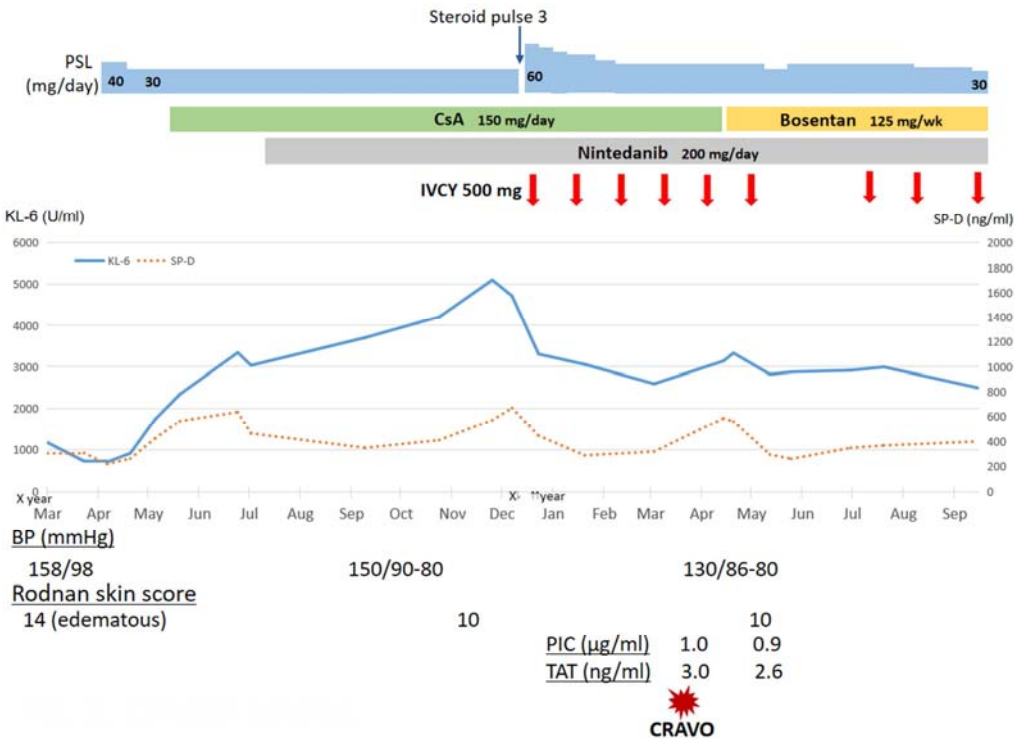 Steroid pulse 3
PSL
(mg/day)
40 30 60 30
CsA 150 mg/day Bosentan 125 mg/wk
Nintedanib 200 mg/day
IVCY 500 mg
KL-6 (U/ml) SP-D (ng/ml)
KL-6 SP-D
6000 2000
1800
5000 1600
4000 1400
1200
3000 1000
800
2000 600
1000 400
200
0 0
X year year
Mar Apr May Jun Jul Aug Sep Oct Nov Dec Jan Feb Mar Apr May Jun Jul Aug Sep
BP (mmHg)
158/98 150/90-80 130/86-80
Rodnan skin score
14 (edematous) 10 10
PIC (µg/ml) 1.0 0.9
TAT (ng/ml) 3.0 2.6
CRAVO